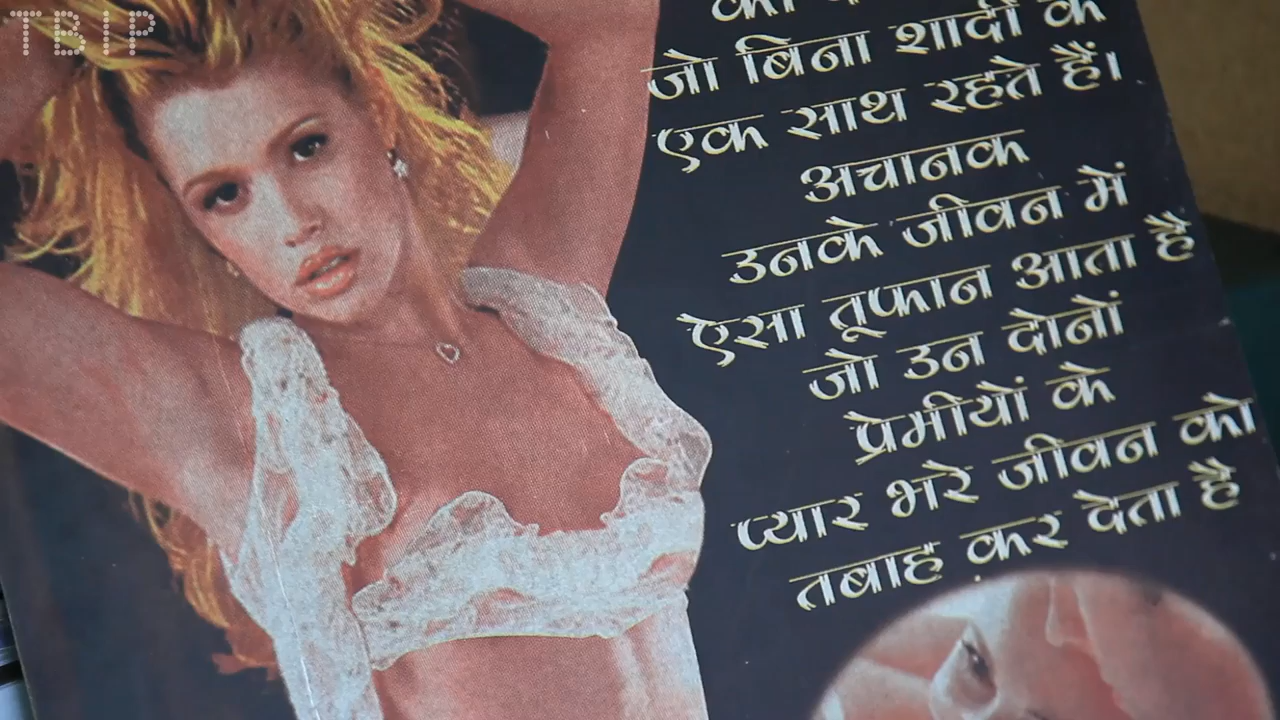 TBIP
जो बिना शादी के
एक साथ रहते हैं।
अचानक
उनके जीवन में
ऐसा तूफान आता है
जो उन दोनों
प्रेमीयों के
प्यार भरे जीवन को
तबाह कर देता है